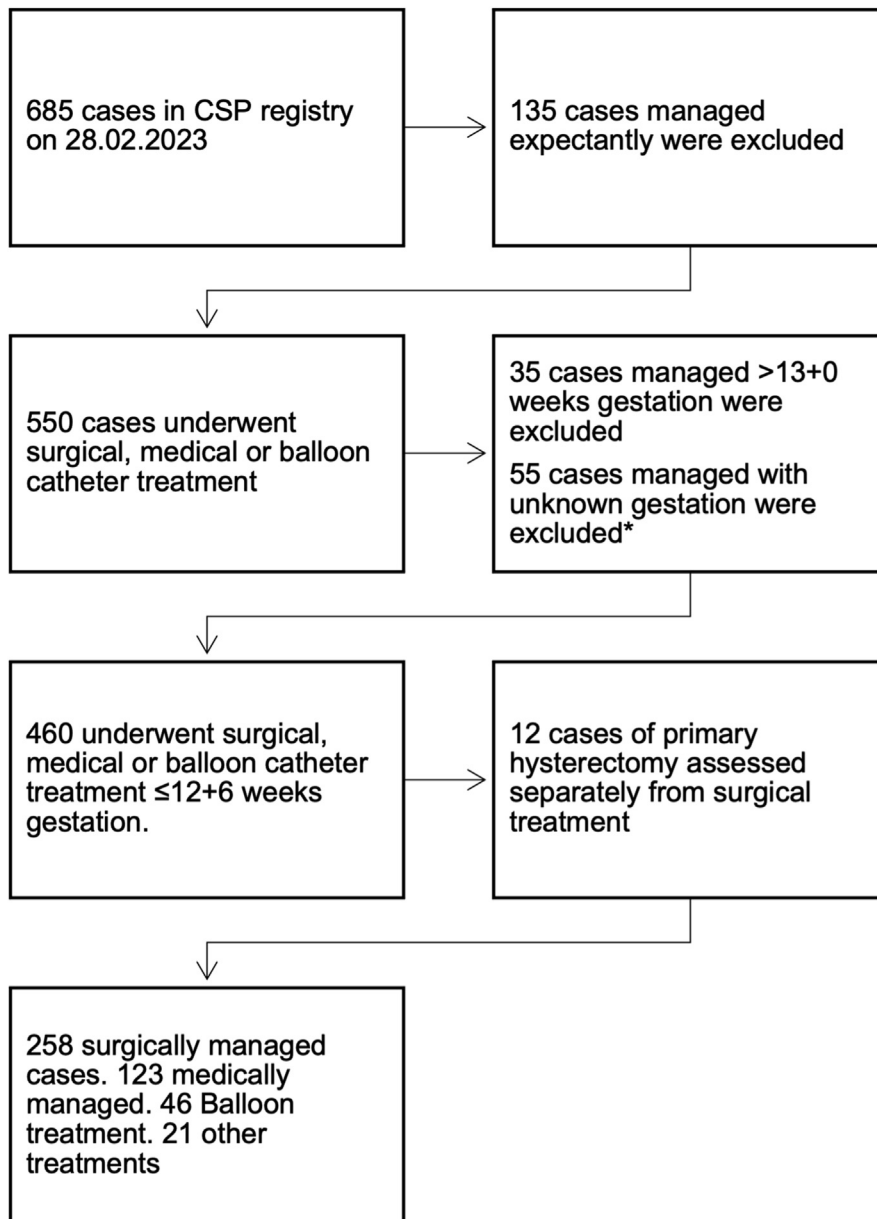 685 cases in CSP registry
on 28.02.2023
135 cases managed
expectantly were excluded
550 cases underwent
surgical, medical or balloon
catheter treatment
35 cases managed >13+0
weeks gestation were
excluded
55 cases managed with
unknown gestation were
excluded*
460 underwent surgical,
medical or balloon catheter
treatment ≤12+6 weeks
gestation.
12 cases of primary
hysterectomy assessed
separately from surgical
treatment
258 surgically managed
cases. 123 medically
managed. 46 Balloon
treatment. 21 other
treatments